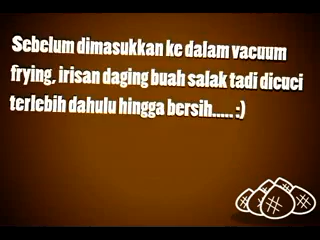 Sebelum dimasukkan ke dalam vacuum
frying, irisan daging buah salak tadi dicuci
terlebih dahulu hingga bersih..... :)